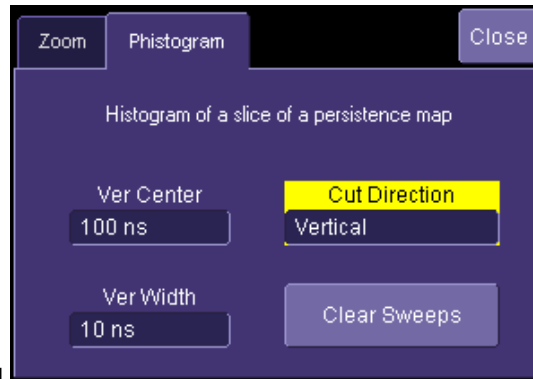 Zoom
Phistogram
Close
Histogram of a slice of a persistence map
Ver Center
Cut Direction
100 ns
Vertical
Ver Width
10 ns
Clear Sweeps